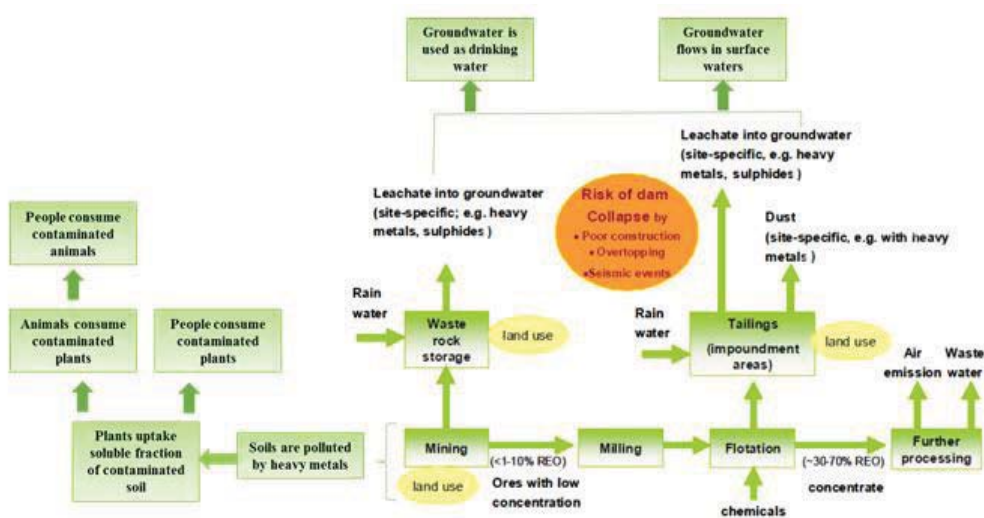 Groundwater is
used as drinking
water
Groundwater
flows in surface
waters
Leachate into groundwater
(site-specific, e.g. heavy
metals, sulphides )
Leachate into groundwater
(site-specific; e.g. heavy
metals, sulphides )
Risk of dam
Collapse by
• Poor construction
• Overtopping
•Seismic events
Dust
(site-specific, e.g. with heavy
metals )
People consume
contaminated
animals
Animals consume
contaminated
plants
People consume
contaminated
plants
Rain
water
Waste
rock
storage
land use
Rain
water
Tailings
(impoundment
areas)
land use
Air
emission
Waste
water
Plants uptake
soluble fraction
of contaminated
soil
Soils are polluted
by heavy metals
Mining
(<1-10% REO)
Milling
Flotation
(~30-70% REO)
Further
processing
land use
Ores with low
concentration
concentrate
chemicals